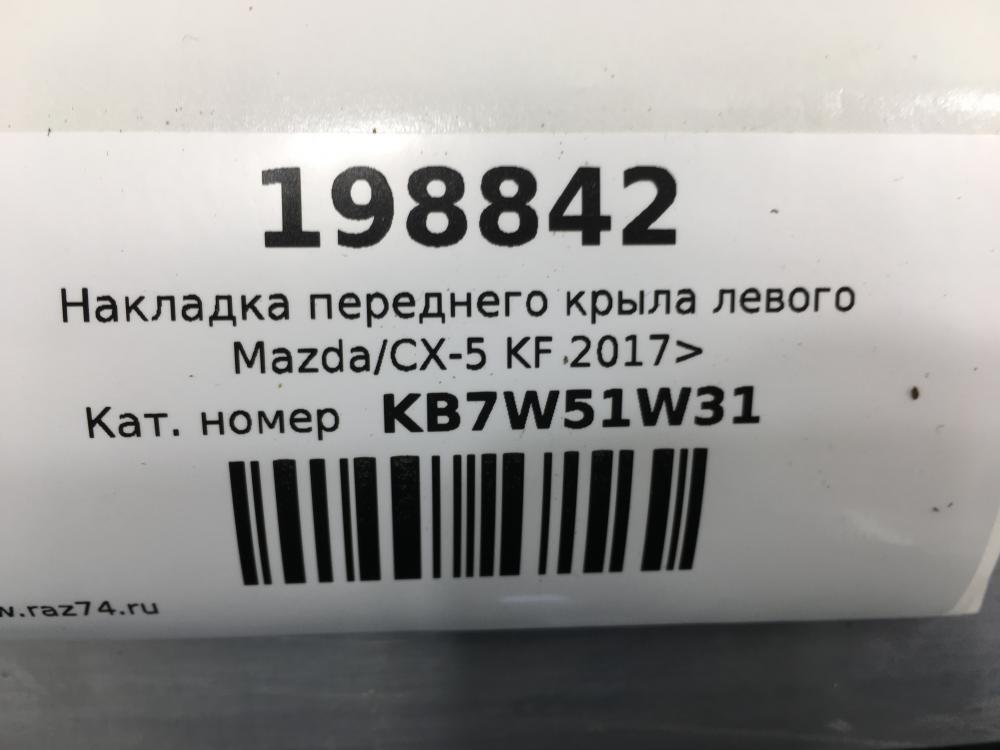 198842
Накладка переднего крыла левого
Mazda/CX-5 KF 2017>
Кат. номер KB7W51W31
w.raz74.ru